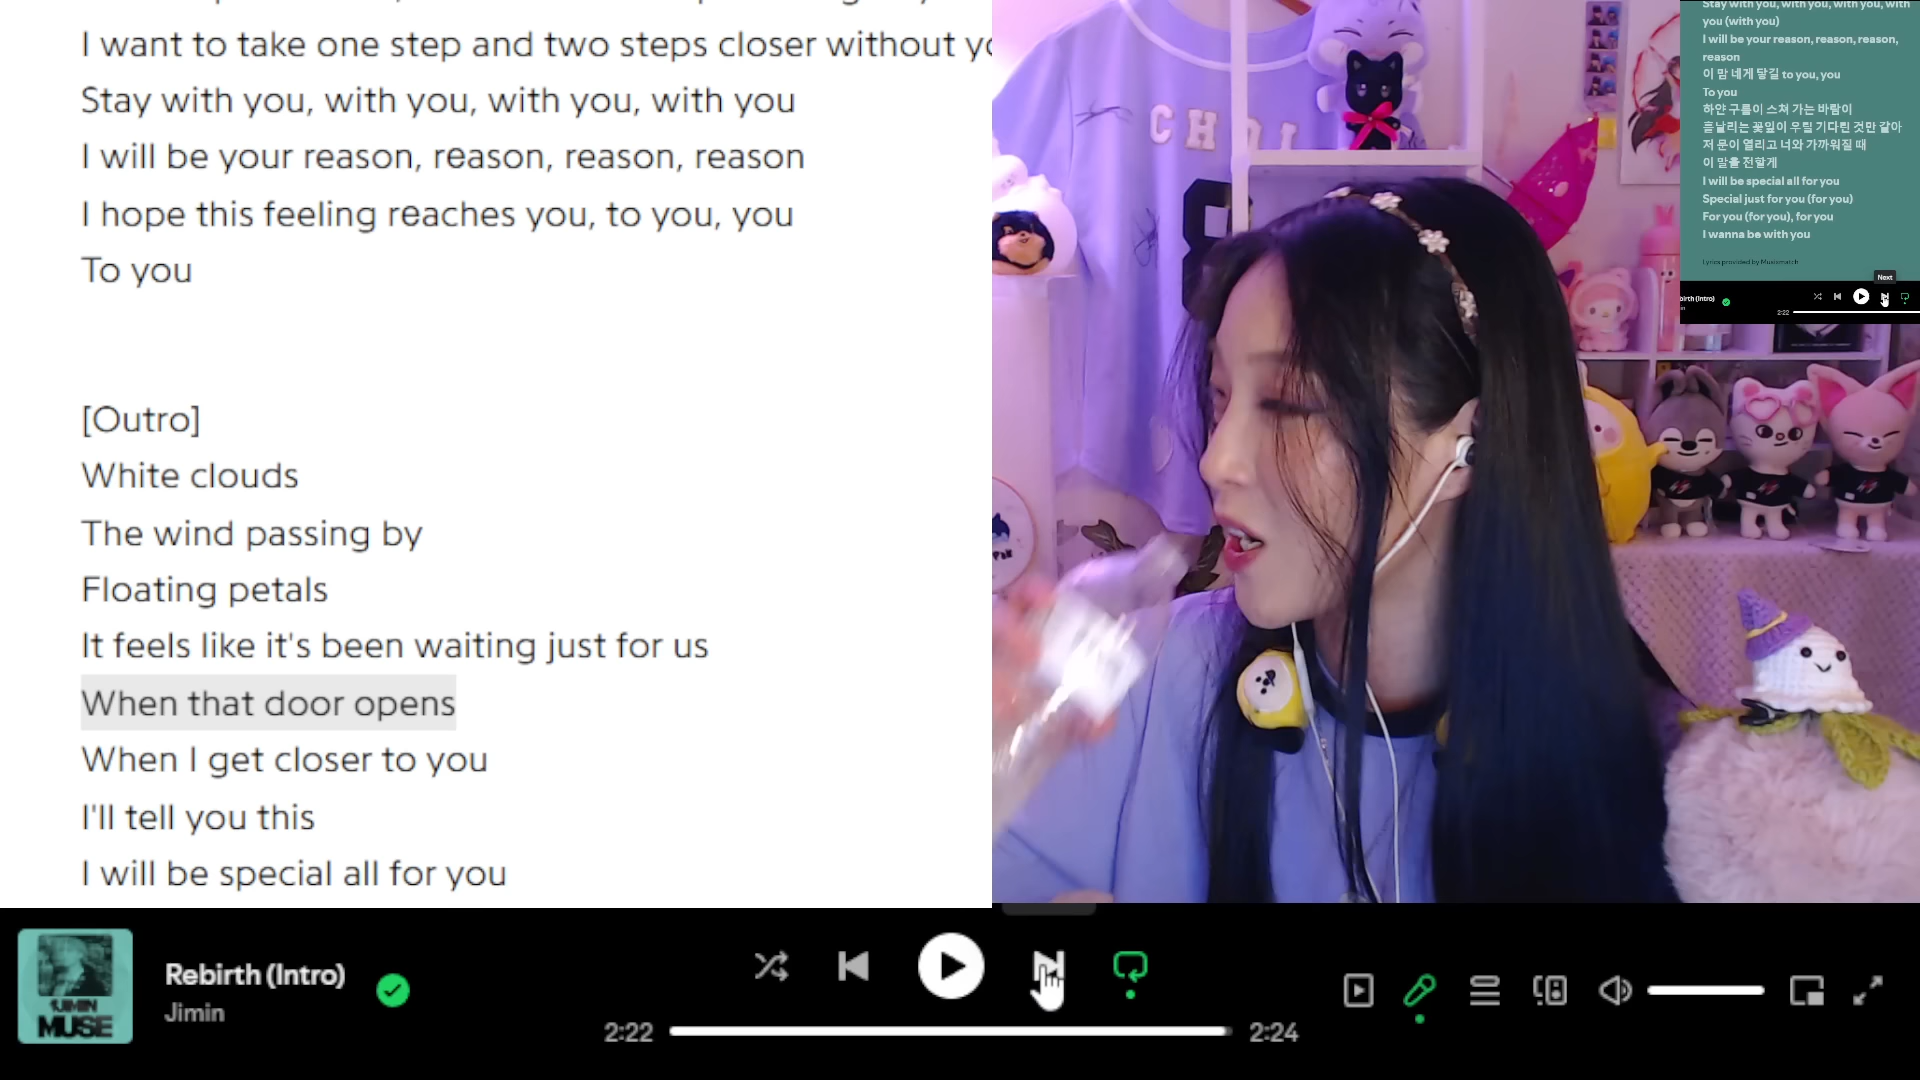 I want to take one step and two steps closer without
Stay with you, with you, with you, with you
I will be your reason, reason, reason, reason
I hope this feeling reaches you, to you, you
To you
[Outro]
White clouds
The wind passing by
Floating petals
It feels like it's been waiting just for us
When that door opens
When I get closer to you
I'll tell you this
I will be special all for you
Stay with you, with you, with you, with
you (with you)
I will be your reason, reason, reason,
reason
이 맘 네게 닿길 to you, you
To you
하얀 구름이 스쳐 가는 바람이
흩날리는 꽃잎이 우릴 기다린 것만 같아
저 문이 열리고 너와 가까워질 때
이 말을 전할게
I will be special all for you
Special just for you (for you)
For you (for you), for you
I wanna be with you
Lyrics provided by Musixmatch
Next
(Intro)
2:22
JIMIN
MUSE
Rebirth (Intro)
Jimin
2:22
2:24